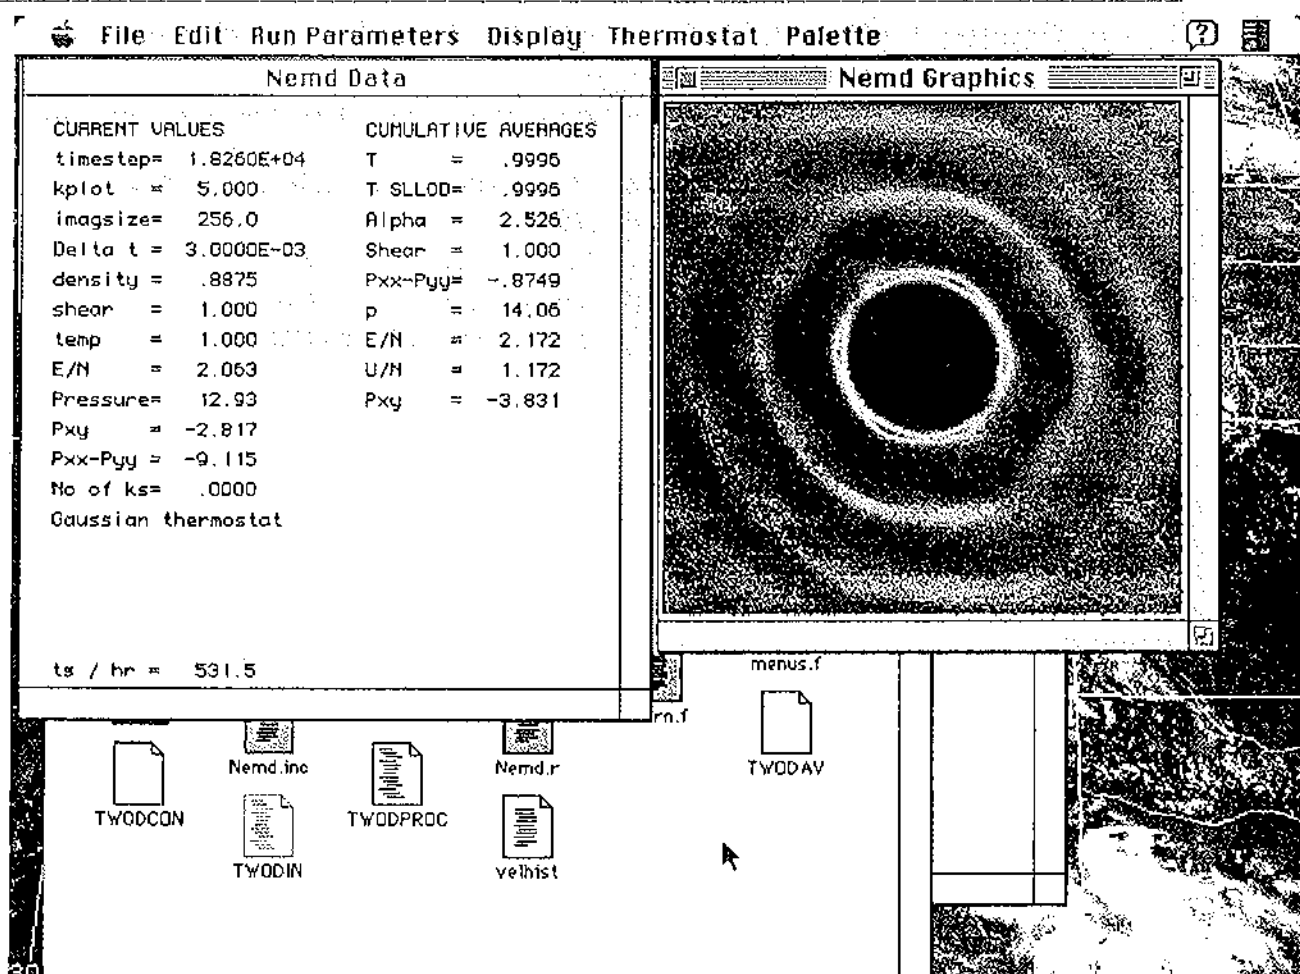 File Edit Run Parameters Display Thermostat Palette
Nemd Data
CURRENT VALUES
timestep= 1.8260E+04
kplot = 5.000
imagsize= 256.0
Delta t = 3.0000E-03
density = .8875
shear = 1.000
temp = 1.000
E/N = 2.063
Pressure= 12.93
Pxy = -2.817
Pxx-Pyy = -9.115
No of ks= .0000
Gaussian thermostat
ts / hr = 531.5
CUMULATIVE AVERAGES
T = .9996
T SLLOD= .9996
Alpha = 2.526
Shear = 1.000
Pxx-Pyy= -.8749
p = 14.06
E/N = 2.172
U/N = 1.172
Pxy = -3.831
Nemd Graphics
menus.f
Nemd.inc
Nemd.r
TWODAV
TWODCON
TWODPROC
TWODIN
velhist